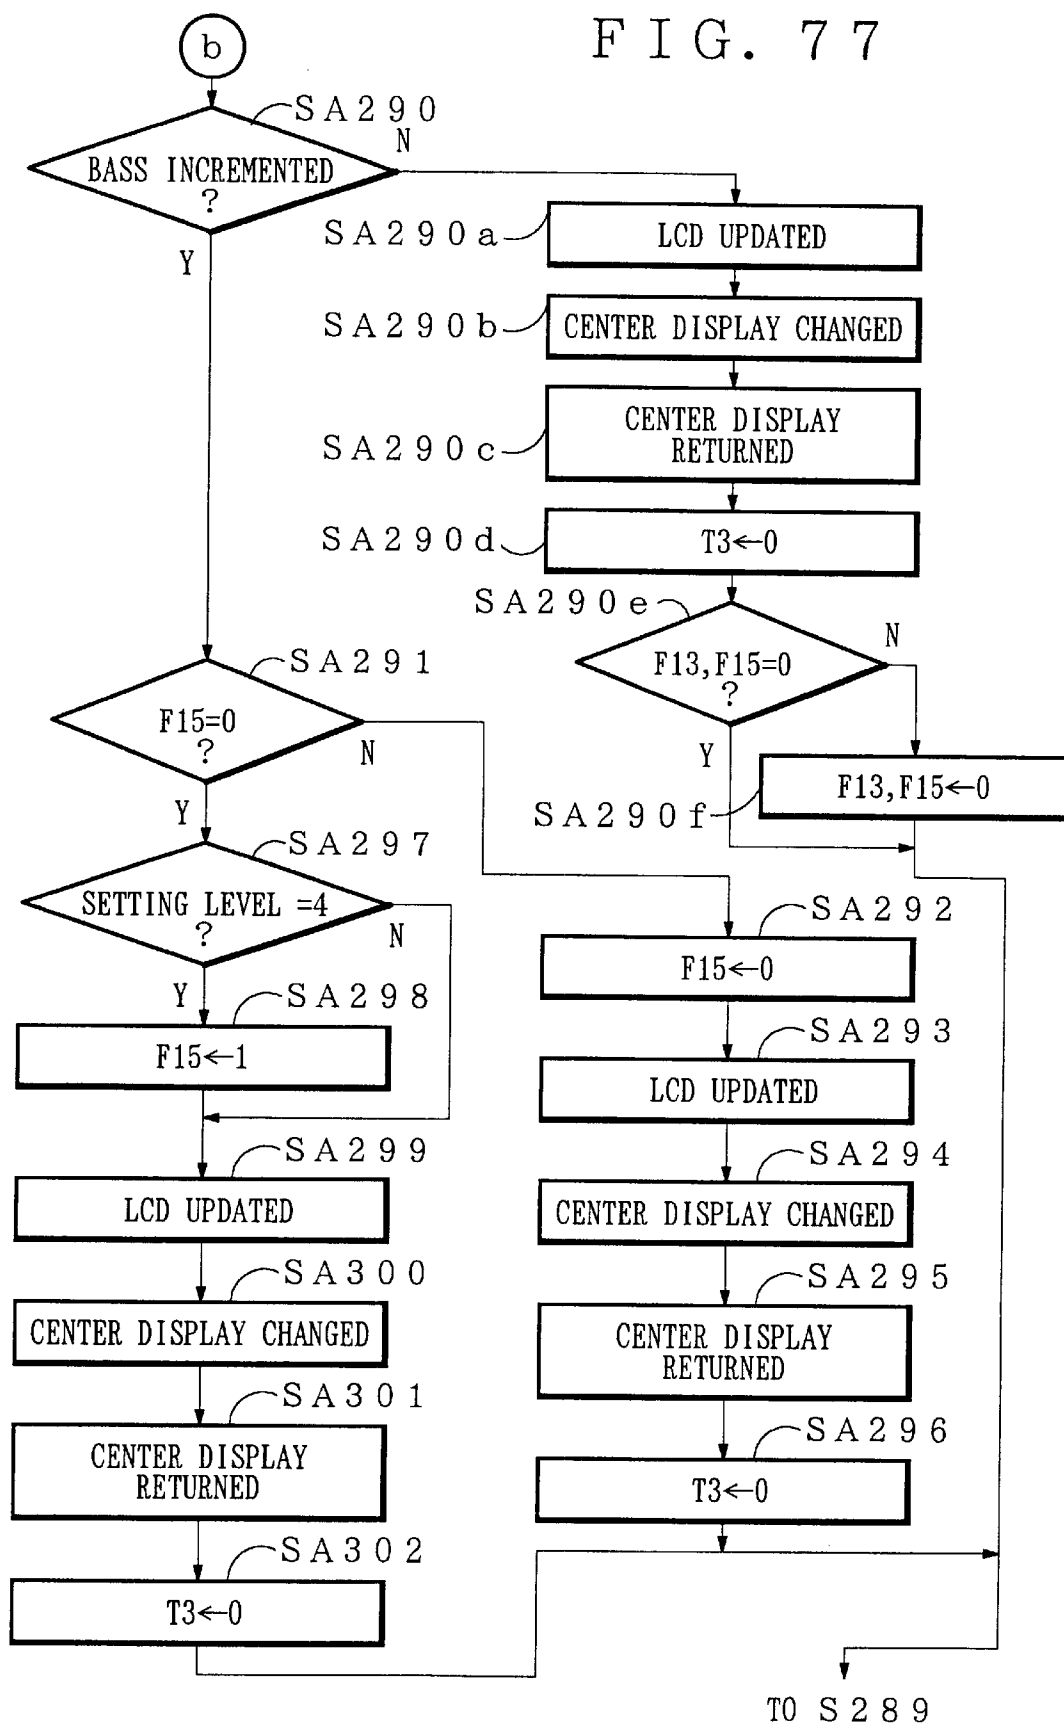 FIG. 77
b
SA290
BASS INCREMENTED
?
N
Y
SA290a
LCD UPDATED
SA290b
CENTER DISPLAY CHANGED
SA290c
CENTER DISPLAY
RETURNED
SA290d
T3←0
SA290e
F13,F15=0
?
N
Y
SA290f
F13,F15←0
SA291
F15=0
?
N
Y
SA297
SETTING LEVEL =4
?
N
Y
SA298
F15←1
SA299
LCD UPDATED
SA300
CENTER DISPLAY CHANGED
SA301
CENTER DISPLAY
RETURNED
SA302
T3←0
SA292
F15←0
SA293
LCD UPDATED
SA294
CENTER DISPLAY CHANGED
SA295
CENTER DISPLAY
RETURNED
SA296
T3←0
TO S289